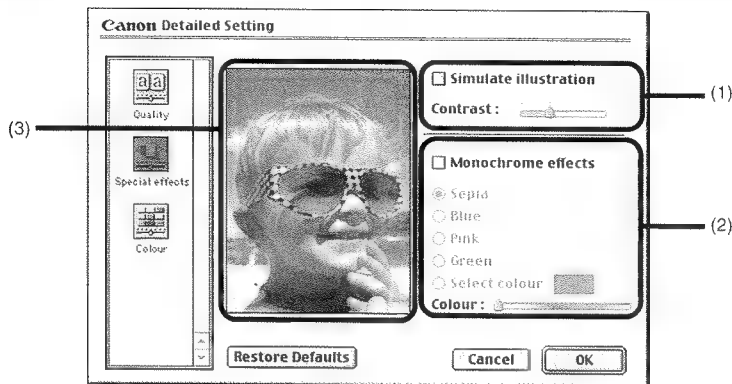 Canon Detailed Setting
a a
Quality
Special effects
Colour
Simulate illustration
Contrast :
Monochrome effects
Sepia
Blue
Pink
Green
Select colour
Colour :
Restore Defaults
Cancel
OK
(1)
(2)
(3)